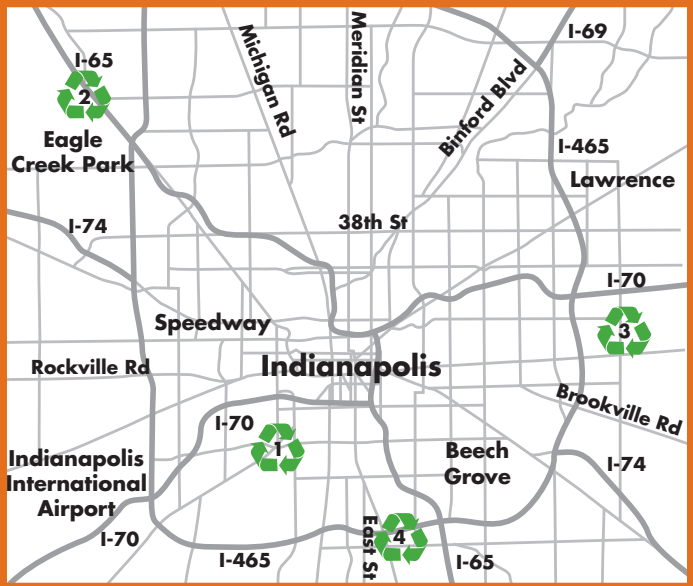 I-69
Michigan Rd
Meridian St
Binford Blvd
I-65
2
Eagle
Creek Park
I-465
Lawrence
I-74
38th St
I-70
Speedway
3
Rockville Rd
Indianapolis
Brookville Rd
I-70
1
Beech
Grove
I-74
Indianapolis
International
Airport
I-70
I-465
East St
4
I-65